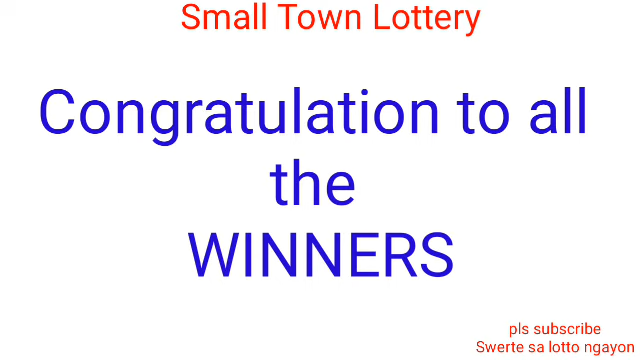 Small Town Lottery
Congratulation to all
the
WINNERS
pls subscribe
Swerte sa lotto ngayon